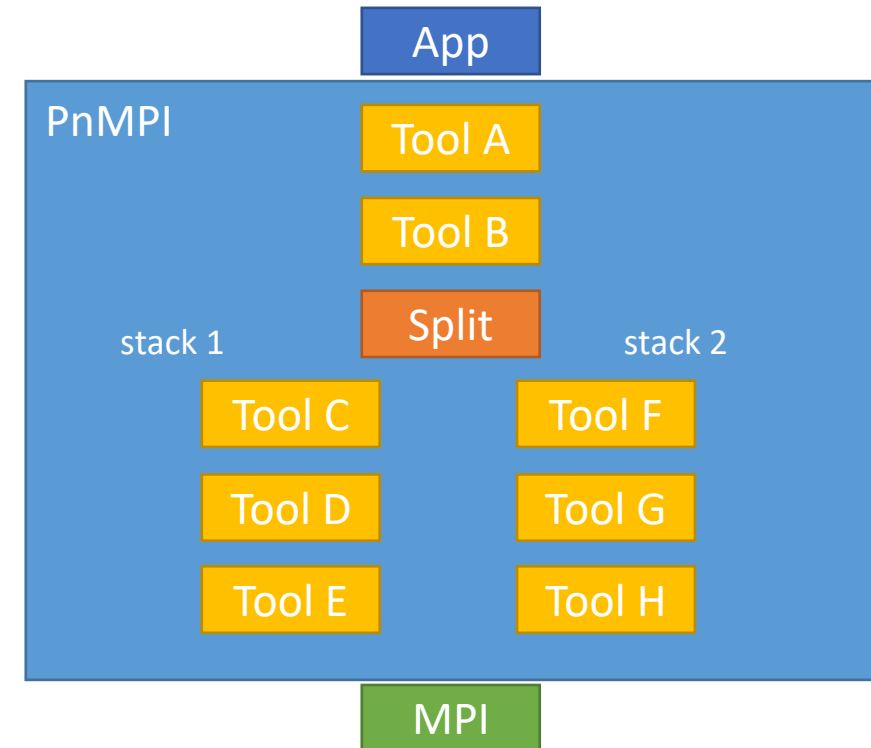 App
PnMPI
Tool A
Tool B
Split
stack 1
stack 2
Tool C
Tool F
Tool D
Tool G
Tool E
Tool H
MPI